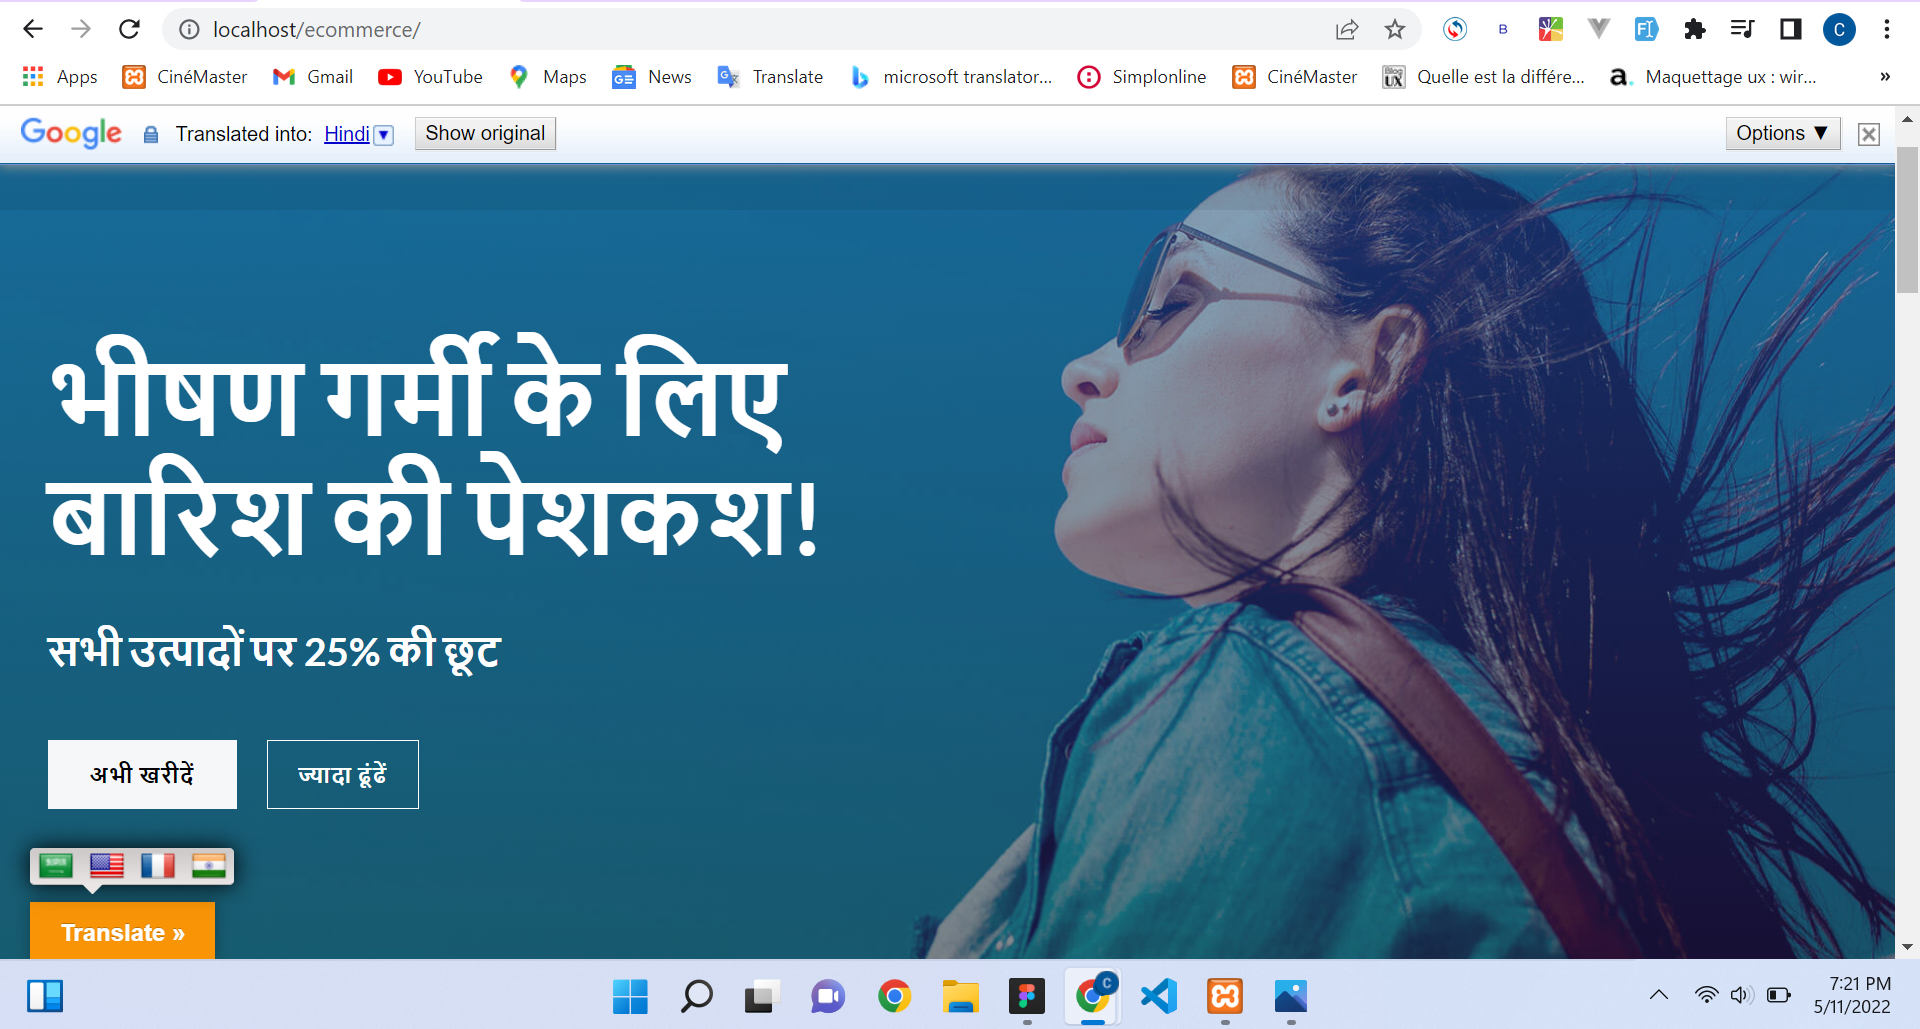 localhost/ecommerce/
B
C
Apps
CinéMaster
Gmail
YouTube
Maps
News
Translate
microsoft translator...
Simplonline
CinéMaster
Quelle est la différe...
a. Maquettage ux : wir...
»
Google
Translated into: Hindi ▼
Show original
Options ▼
भीषण गर्मी के लिए
बारिश की पेशकश!
सभी उत्पादों पर 25% की छूट
अभी खरीदें
ज्यादा ढूंढें
Translate »
C
7:21 PM
5/11/2022